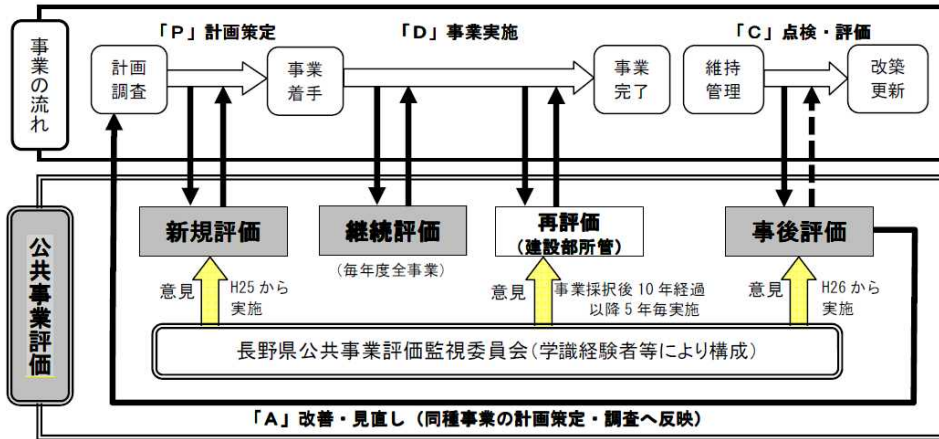 「P」計画策定
「D」事業実施
「C」点検・評価
事業の流れ
計画
調査
事業
着手
事業
完了
維持
管理
改築
更新
公共事業評価
新規評価
継続評価
(毎年度全事業)
再評価
(建設部所管)
事後評価
意見
H25から
実施
意見
事業採択後10年経過
以降5年毎実施
意見
H26から
実施
長野県公共事業評価監視委員会(学識経験者等により構成)
「A」改善・見直し(同種事業の計画策定・調査へ反映)